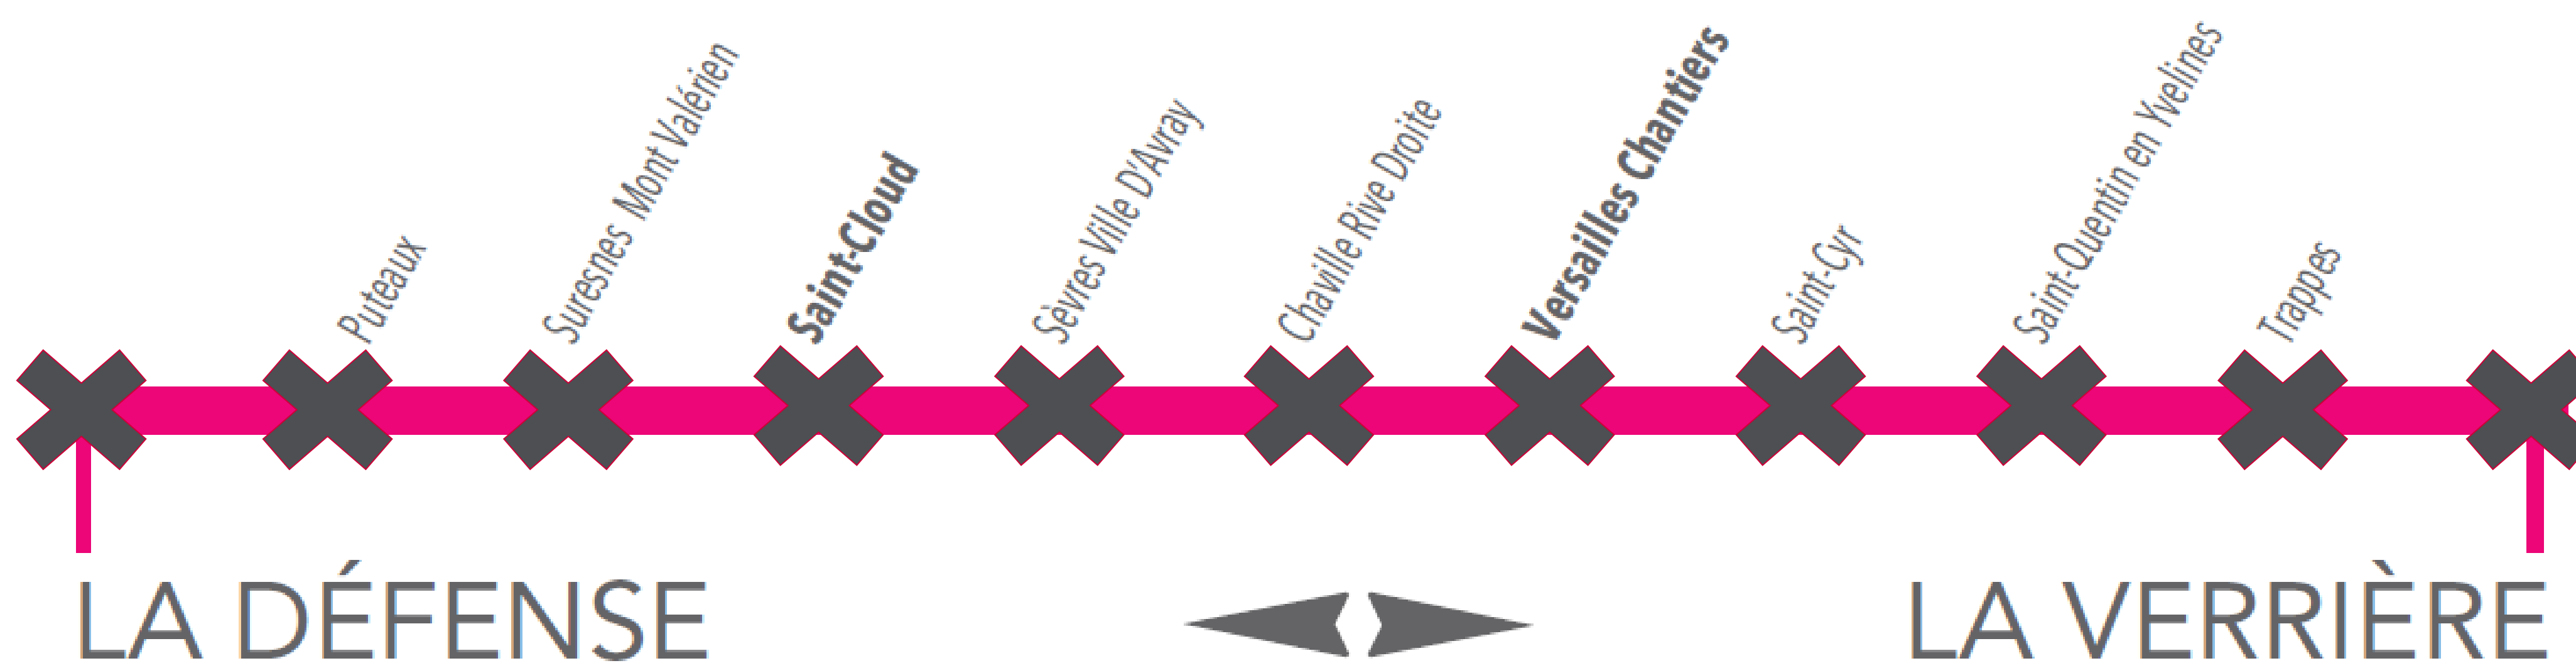 Puteaux
Suresnes Mont Valérien
Saint-Cloud
Sèvres Ville D'Avray
Chaville Rive Droite
Versailles Chantiers
Saint-Cyr
Saint-Quentin en Yvelines
Trappes
LA DÉFENSE
LA VERRIÈRE